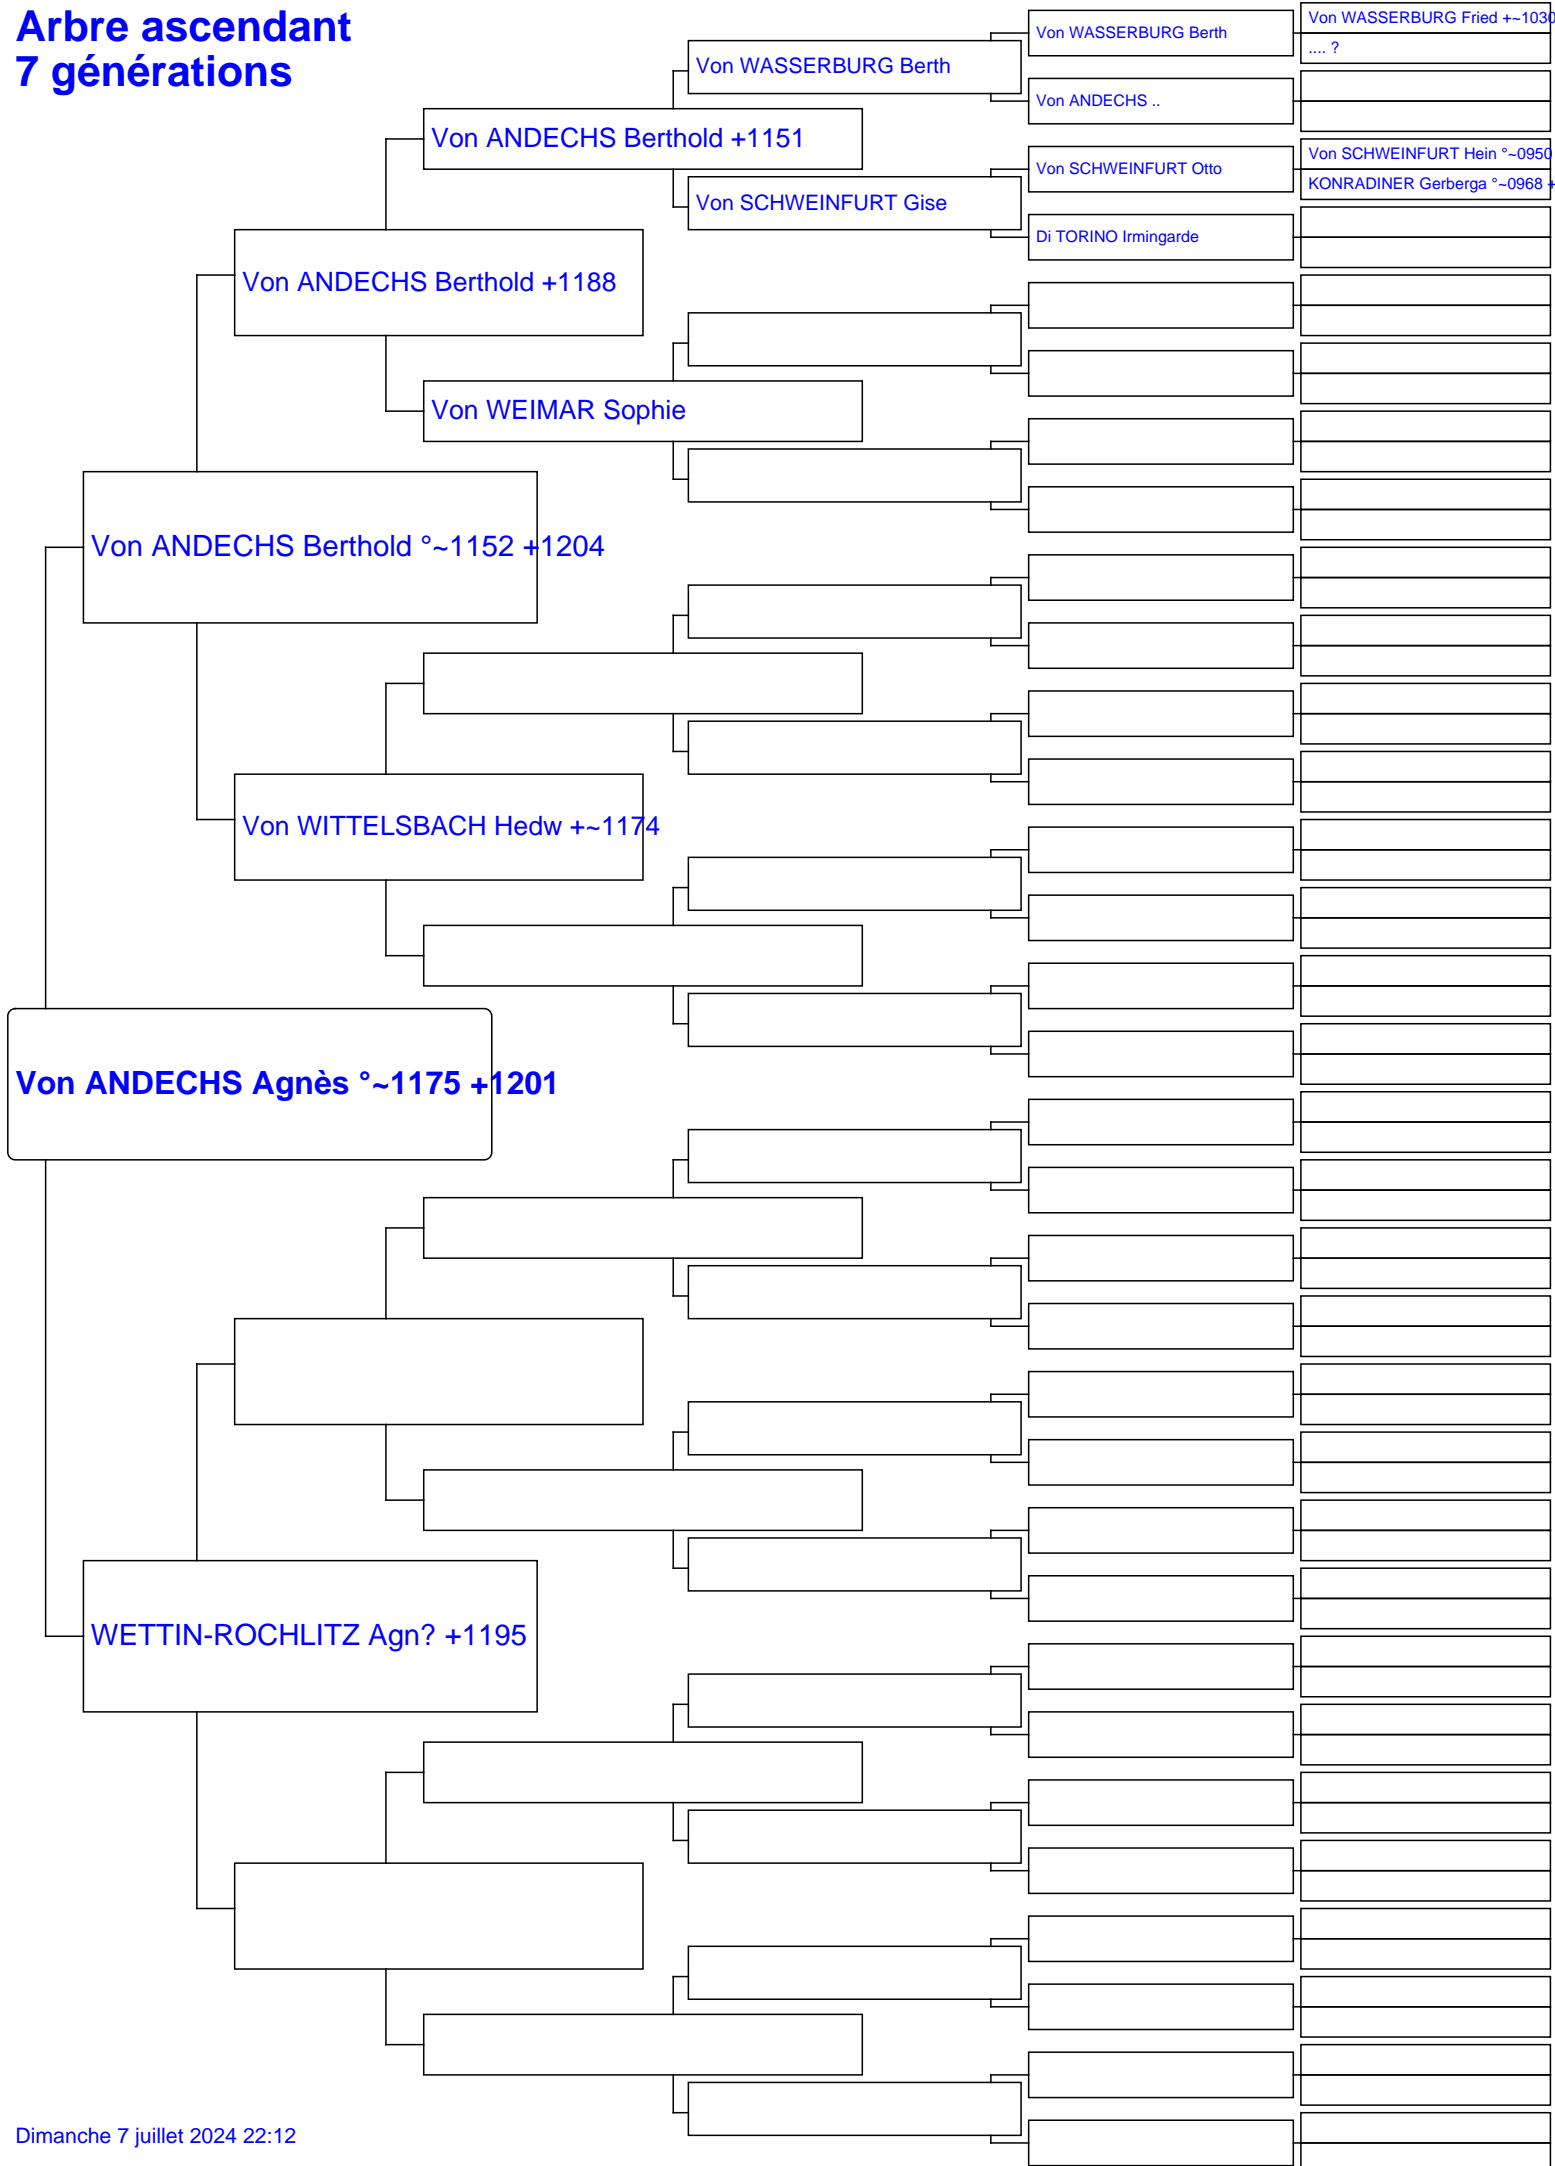 Arbre ascendant
7 générations
Von WASSERBURG Fried +~1030
.... ?
Von WASSERBURG Berth
Von WASSERBURG Berth
Von ANDECHS ..
Von ANDECHS Berthold +1151
Von SCHWEINFURT Hein °~0950
Von SCHWEINFURT Otto
KONRADINER Gerberga °~0968 +
Von SCHWEINFURT Gise
Di TORINO Irmingarde
Von ANDECHS Berthold +1188
Von WEIMAR Sophie
Von ANDECHS Berthold °~1152 +1204
Von WITTELSBACH Hedw +~1174
Von ANDECHS Agnès °~1175 +1201
WETTIN-ROCHLITZ Agn? +1195
Dimanche 7 juillet 2024 22:12